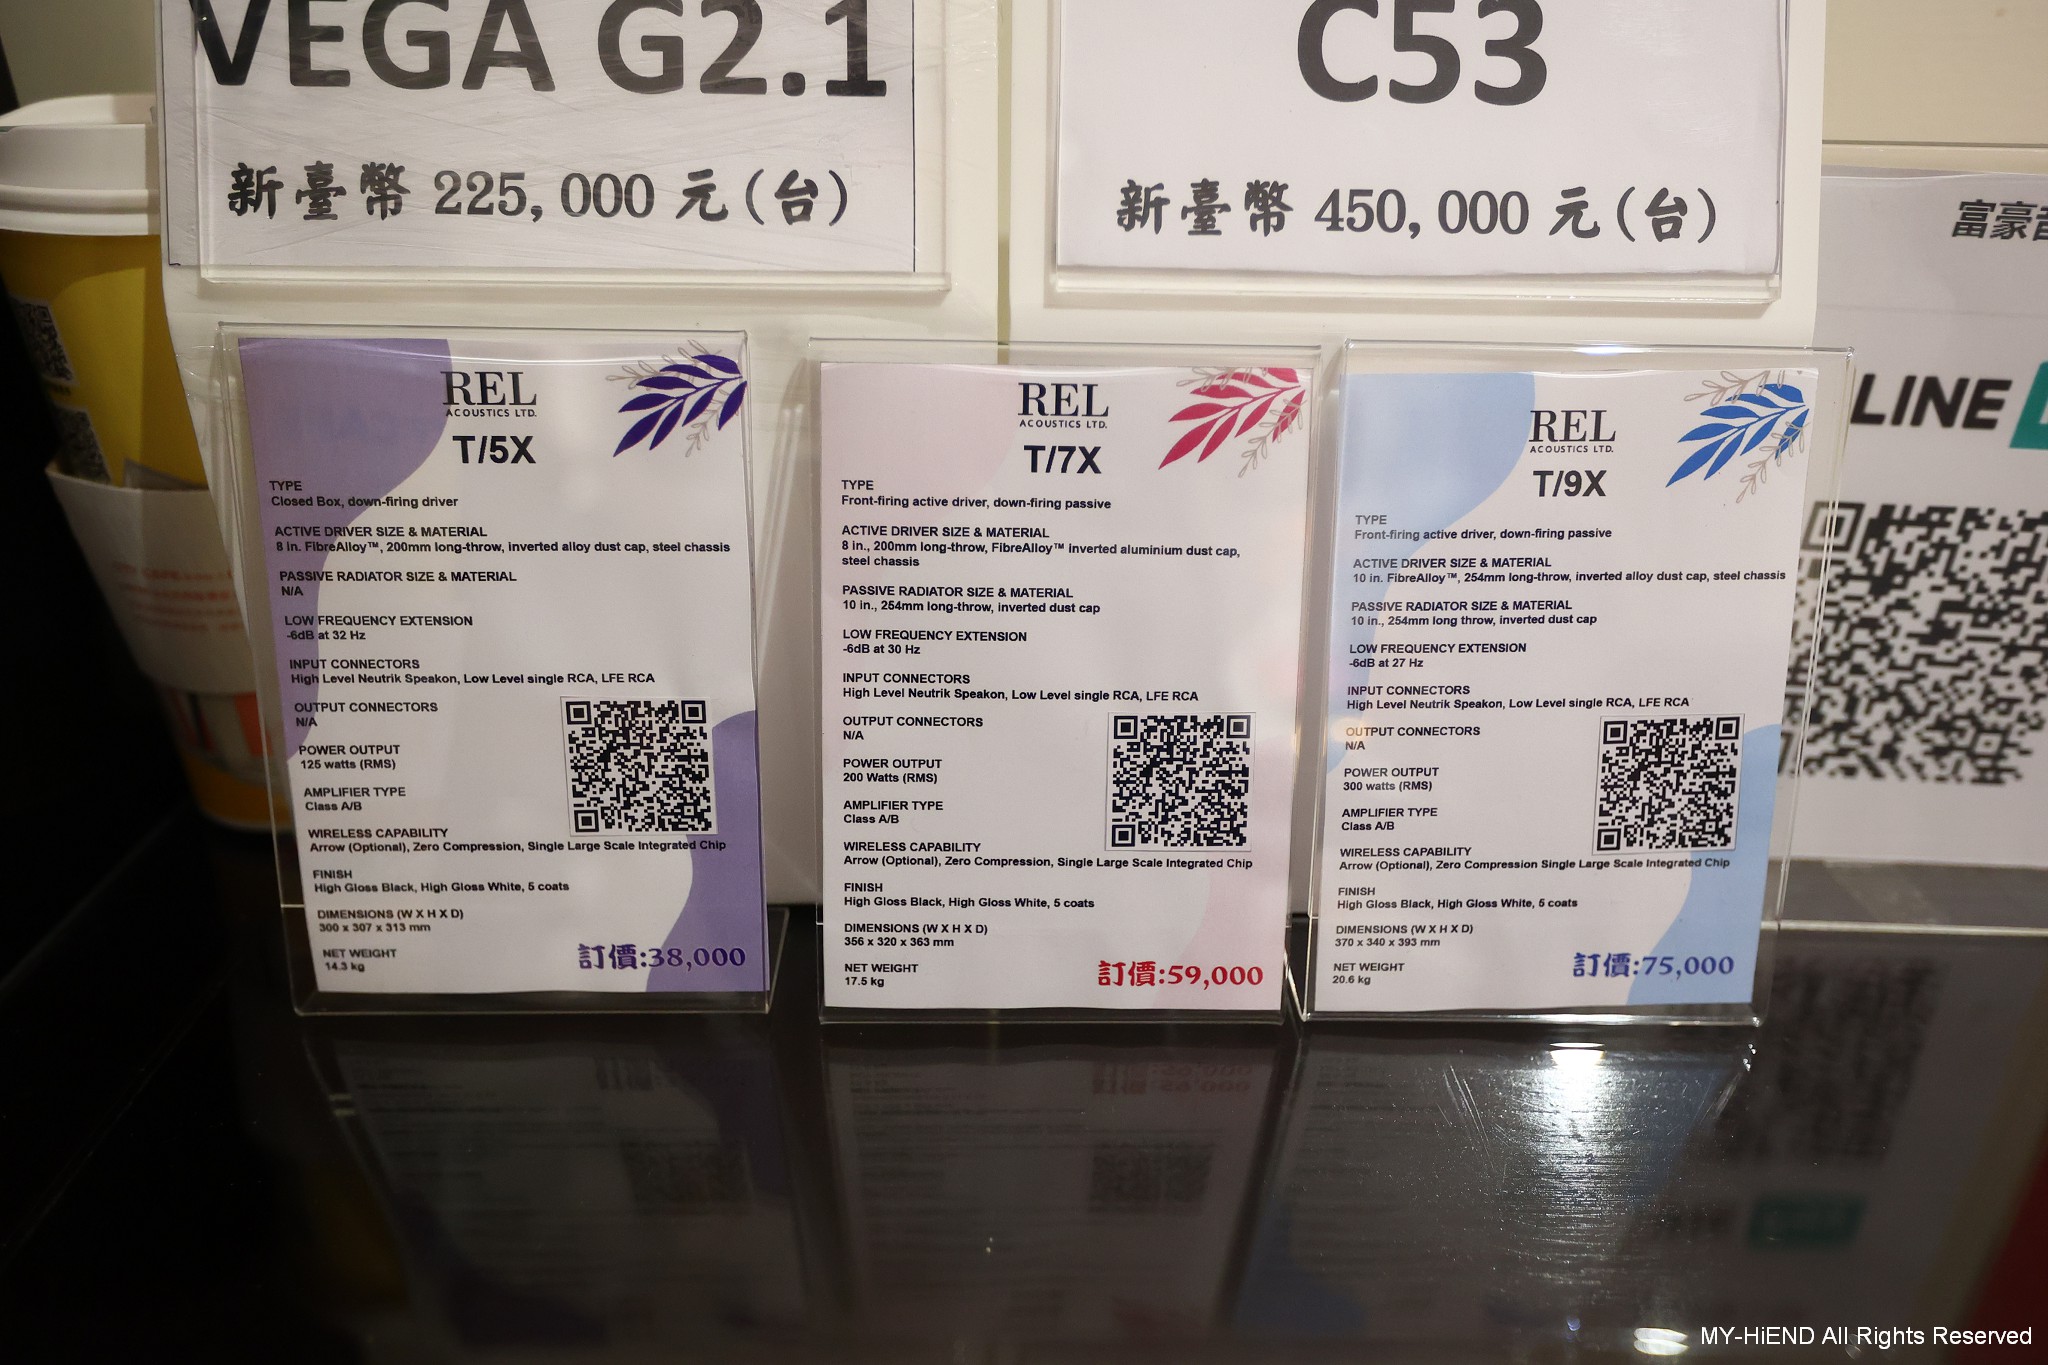 VEGA G2.1
新臺幣 225,000 元(台)
C53
新臺幣 450,000 元(台)
富豪
LINE
REL
ACOUSTICS LTD.
T/5X
TYPE
Closed Box, down-firing driver
ACTIVE DRIVER SIZE & MATERIAL
8 in. FibreAlloy™, 200mm long-throw, inverted alloy dust cap, steel chassis
PASSIVE RADIATOR SIZE & MATERIAL
N/A
LOW FREQUENCY EXTENSION
-6dB at 32 Hz
INPUT CONNECTORS
High Level Neutrik Speakon, Low Level single RCA, LFE RCA
OUTPUT CONNECTORS
N/A
POWER OUTPUT
125 watts (RMS)
AMPLIFIER TYPE
Class A/B
WIRELESS CAPABILITY
Arrow (Optional), Zero Compression, Single Large Scale Integrated Chip
FINISH
High Gloss Black, High Gloss White, 5 coats
DIMENSIONS (W X H X D)
300 x 307 x 313 mm
NET WEIGHT
14.3 kg
訂價:38,000
REL
ACOUSTICS LTD.
T/7X
TYPE
Front-firing active driver, down-firing passive
ACTIVE DRIVER SIZE & MATERIAL
8 in., 200mm long-throw, FibreAlloy™ Inverted aluminium dust cap,
steel chassis
PASSIVE RADIATOR SIZE & MATERIAL
10 in., 254mm long-throw, inverted dust cap
LOW FREQUENCY EXTENSION
-6dB at 30 Hz
INPUT CONNECTORS
High Level Neutrik Speakon, Low Level single RCA, LFE RCA
OUTPUT CONNECTORS
N/A
POWER OUTPUT
200 Watts (RMS)
AMPLIFIER TYPE
Class A/B
WIRELESS CAPABILITY
Arrow (Optional), Zero Compression, Single Large Scale Integrated Chip
FINISH
High Gloss Black, High Gloss White, 5 coats
DIMENSIONS (W X H X D)
356 x 320 x 363 mm
NET WEIGHT
17.5 kg
訂價:59,000
REL
ACOUSTICS LTD.
T/9X
TYPE
Front-firing active driver, down-firing passive
ACTIVE DRIVER SIZE & MATERIAL
10 in. FibreAlloy™, 254mm long-throw, inverted alloy dust cap, steel chassis
PASSIVE RADIATOR SIZE & MATERIAL
10 in., 254mm long throw, inverted dust cap
LOW FREQUENCY EXTENSION
-6dB at 27 Hz
INPUT CONNECTORS
High Level Neutrik Speakon, Low Level single RCA, LFE RCA
OUTPUT CONNECTORS
N/A
POWER OUTPUT
300 watts (RMS)
AMPLIFIER TYPE
Class A/B
WIRELESS CAPABILITY
Arrow (Optional), Zero Compression Single Large Scale Integrated Chip
FINISH
High Gloss Black, High Gloss White, 5 coats
DIMENSIONS (W X H X D)
370 x 340 x 393 mm
NET WEIGHT
20.6 kg
訂價:75,000
MY-HiEND All Rights Reserved